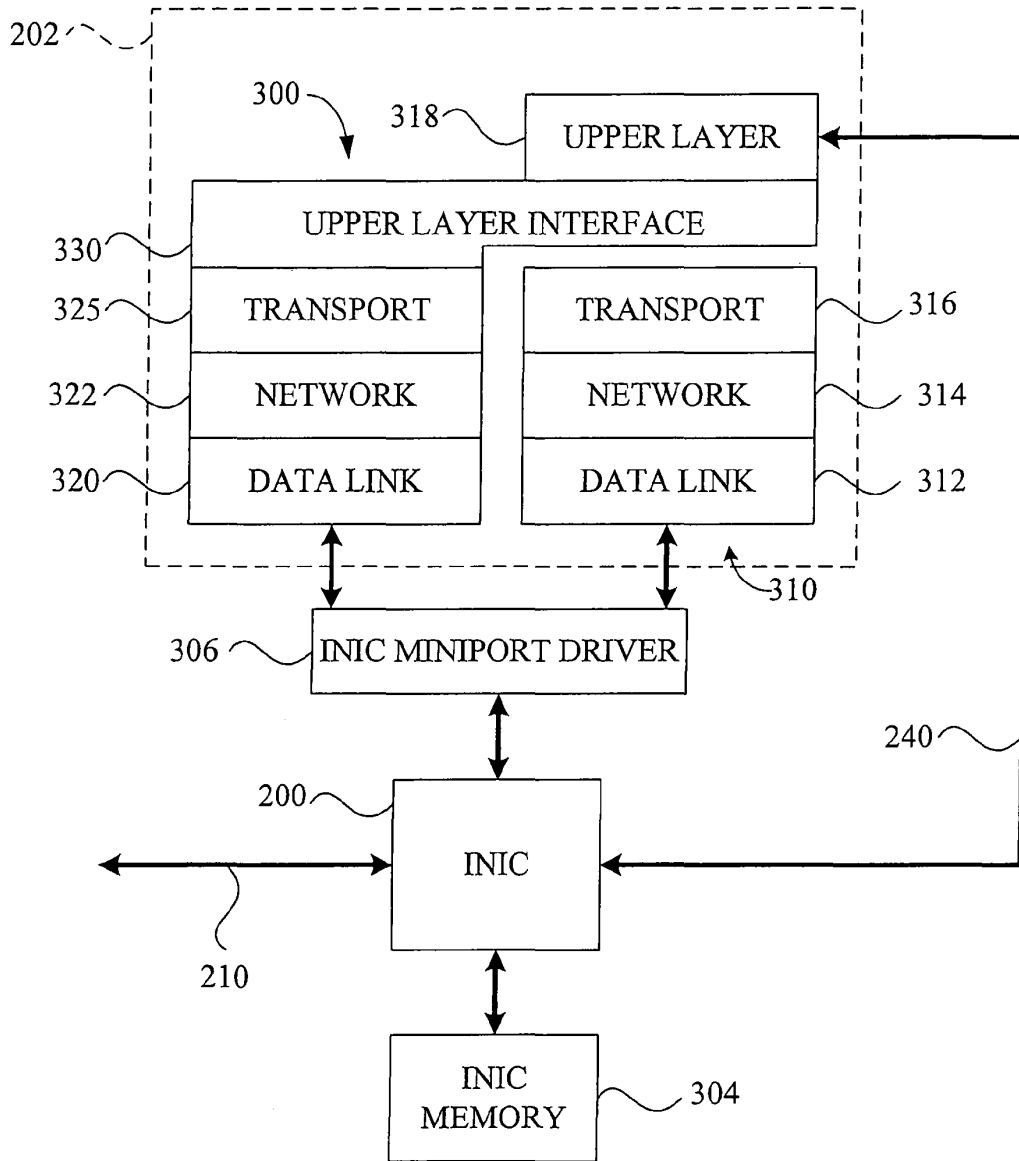 202
300
318
UPPER LAYER
UPPER LAYER INTERFACE
330
325
TRANSPORT
TRANSPORT
316
322
NETWORK
NETWORK
314
320
DATA LINK
DATA LINK
312
310
306
INIC MINIPORT DRIVER
240
200
INIC
210
INIC
MEMORY
304